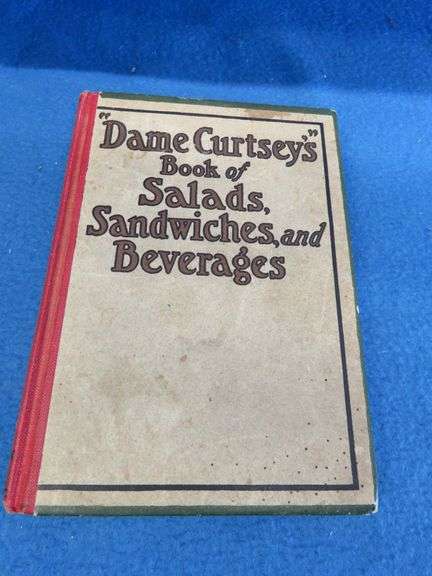 "Dame Curtsey's"
Book of
Salads,
Sandwiches, and
Beverages